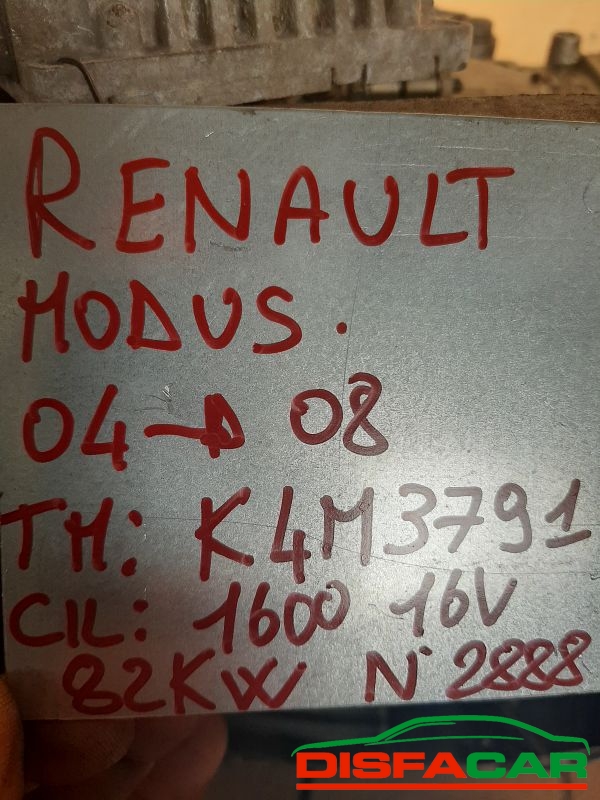 RENAULT
MODUS.
04 → 08
TM: K4M3791
CIL: 1600 16V
82KW N° 2888
DISFACAR